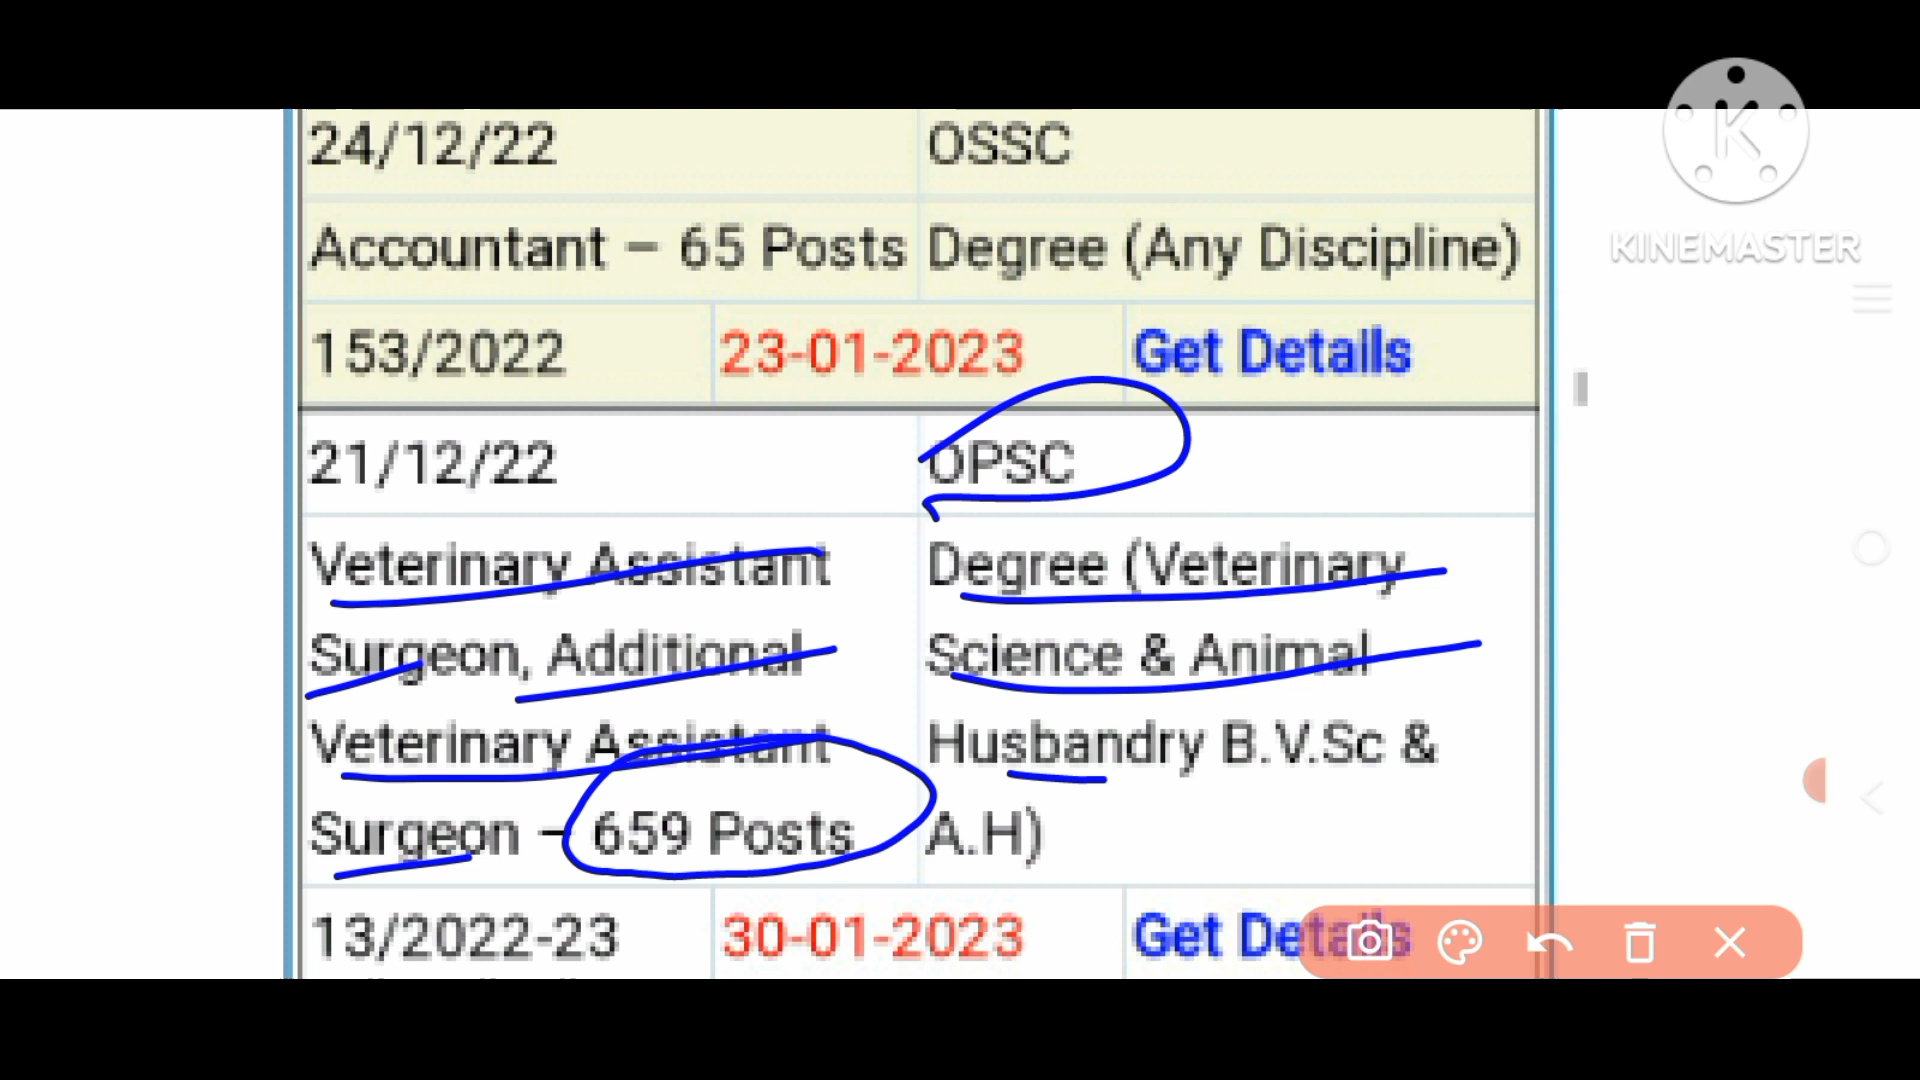 24/12/22 OSSC
Accountant – 65 Posts Degree (Any Discipline)
153/2022 23-01-2023 Get Details
21/12/22 OPSC
Veterinary Assistant Degree (Veterinary
Surgeon, Additional Science & Animal
Veterinary Assistant Husbandry B.V.Sc &
Surgeon – 659 Posts A.H)
13/2022-23 30-01-2023 Get Details
K
KINEMASTER